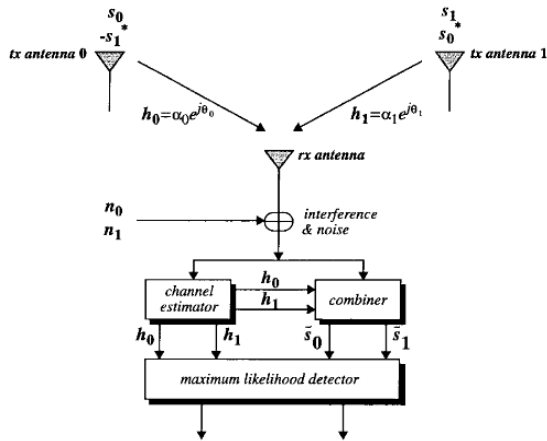 s₀ s₁
-s₁* s₀*
tx antenna 0 tx antenna 1
h₀=α₀e^jθ₀ h₁=α₁e^jθ₁
rx antenna
n₀
n₁
interference
& noise
channel
estimator
h₀
h₁
combiner
h₀ h₁ s̃₀ s̃₁
maximum likelihood detector